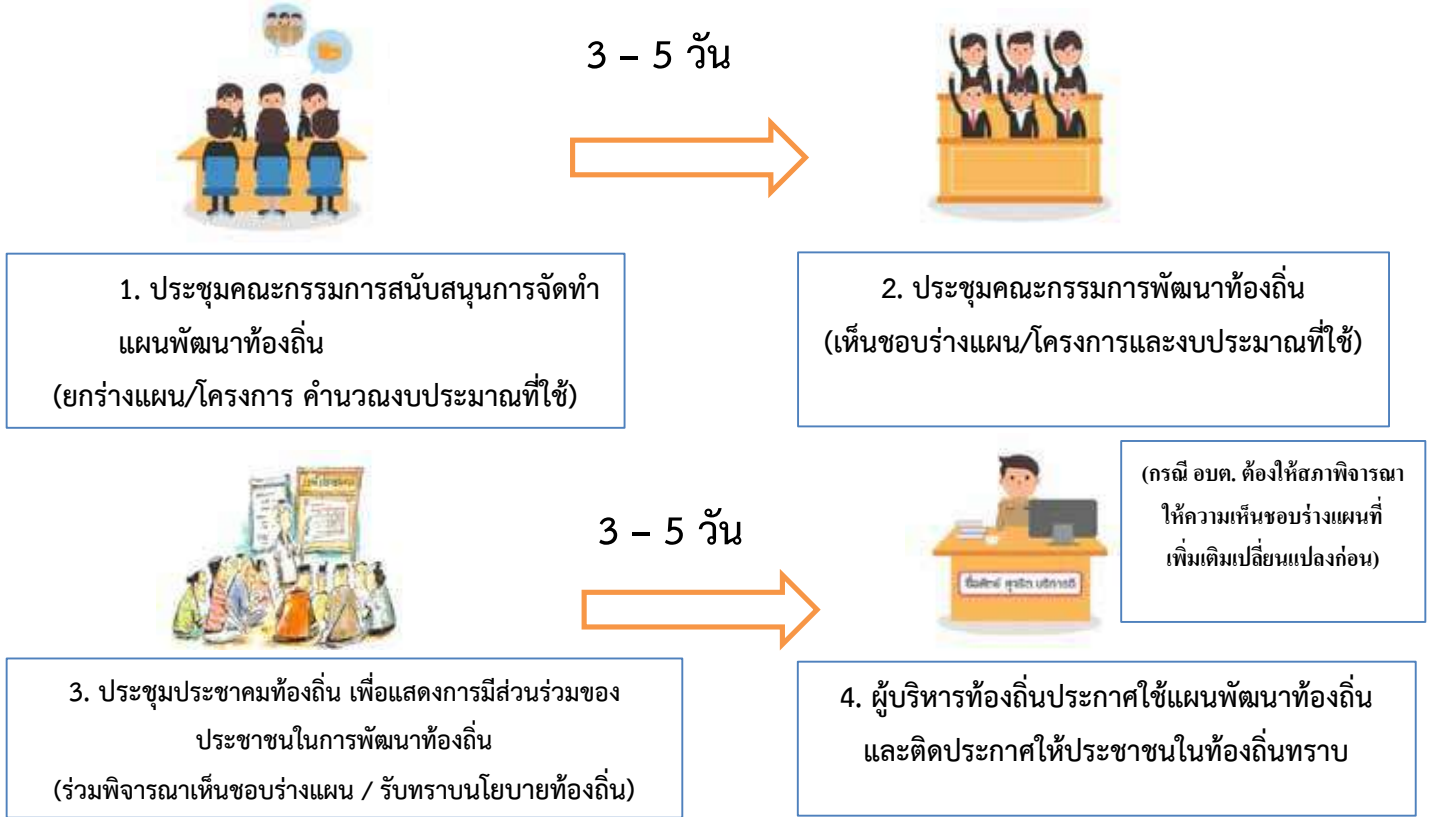 3 – 5 วัน
1. ประชุมคณะกรรมการสนับสนุนการจัดทำ
แผนพัฒนาท้องถิ่น
(ยกร่างแผน/โครงการ คำนวณงบประมาณที่ใช้)
2. ประชุมคณะกรรมการพัฒนาท้องถิ่น
(เห็นชอบร่างแผน/โครงการและงบประมาณที่ใช้)
3 – 5 วัน
ซื่อสัตย์ สุจริต บริการดี
(กรณี อบต. ต้องให้สภาพิจารณา
ให้ความเห็นชอบร่างแผนที่
เพิ่มเติมเปลี่ยนแปลงก่อน)
3. ประชุมประชาคมท้องถิ่น เพื่อแสดงการมีส่วนร่วมของ
ประชาชนในการพัฒนาท้องถิ่น
(ร่วมพิจารณาเห็นชอบร่างแผน / รับทราบนโยบายท้องถิ่น)
4. ผู้บริหารท้องถิ่นประกาศใช้แผนพัฒนาท้องถิ่น
และติดประกาศให้ประชาชนในท้องถิ่นทราบ